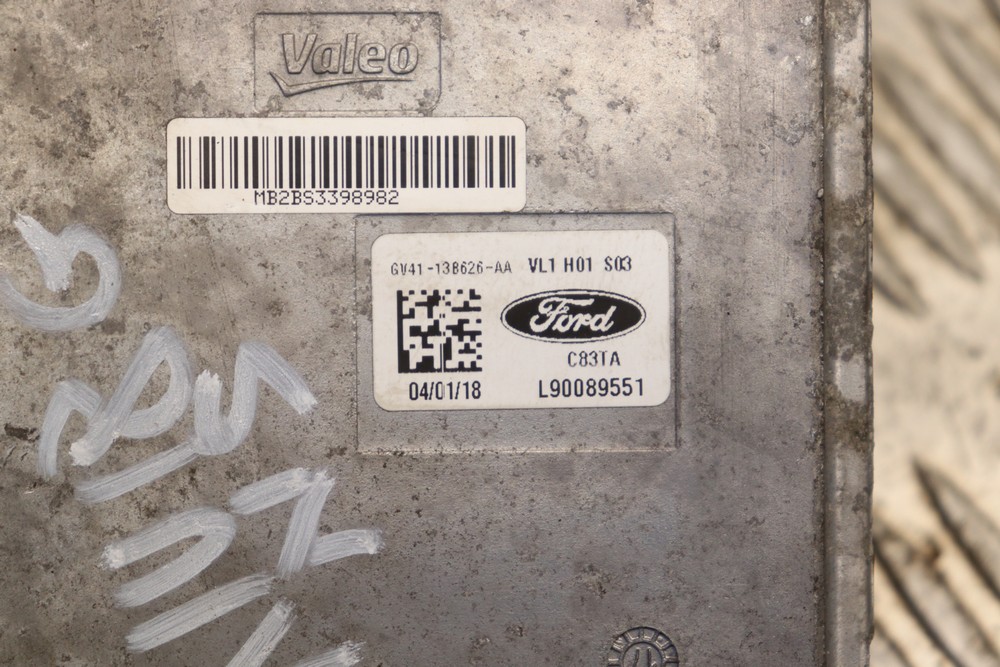 Valeo
MB2BS3398982
GV41-13B626-AA VL1 H01 S03
Ford
C83TA
04/01/18 L90089551